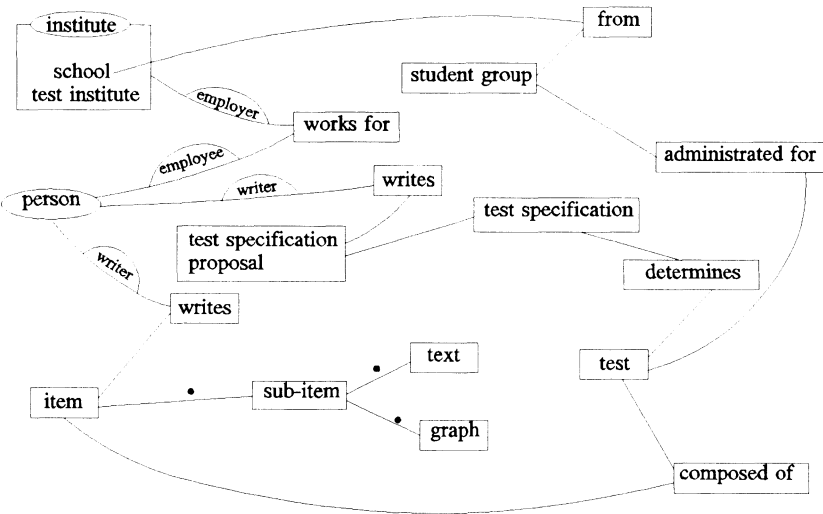 institute
from
school
test institute
student group
employer
works for
employee
administrated for
person
writer
writes
test specification
test specification
proposal
writer
determines
writes
text
test
item
sub-item
graph
composed of